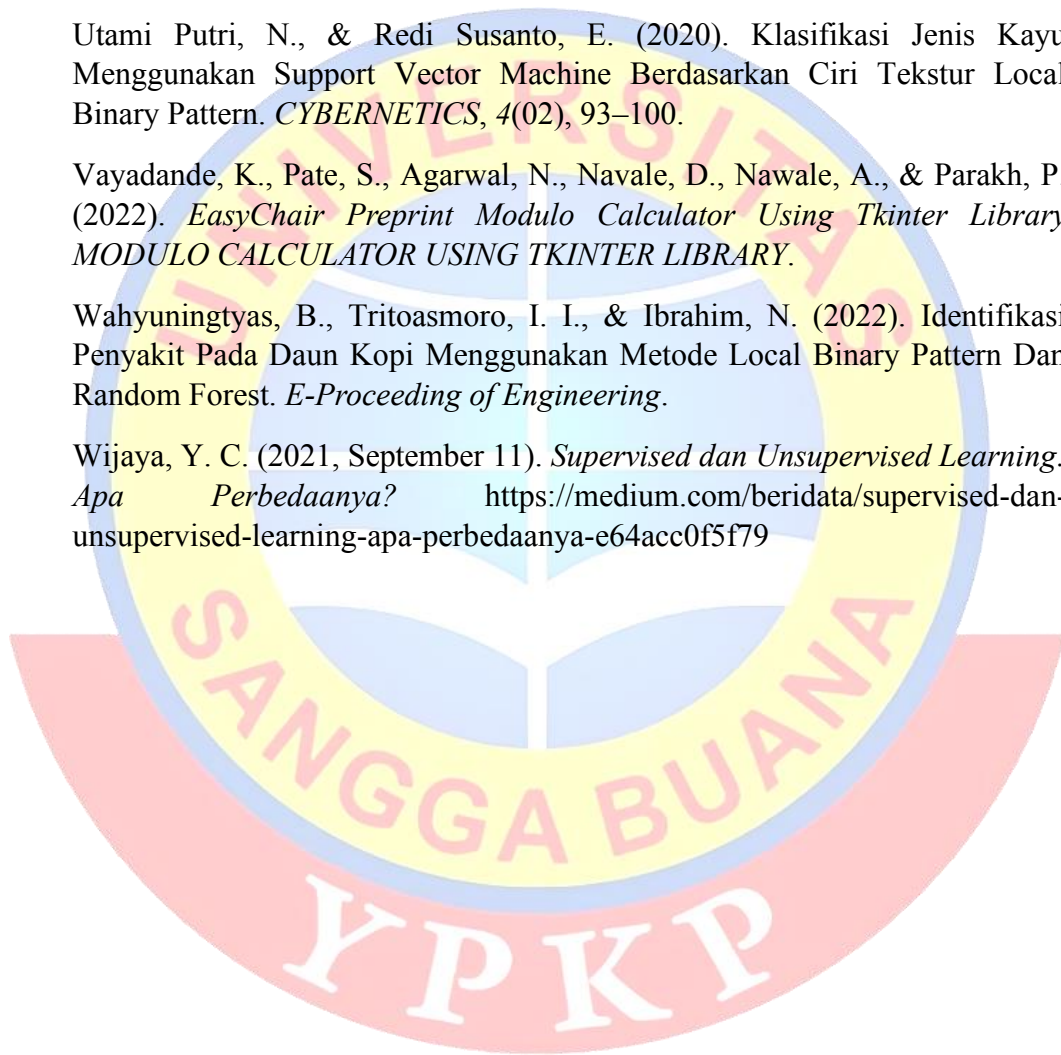 Utami Putri, N., & Redi Susanto, E. (2020). Klasifikasi Jenis Kayu
Menggunakan Support Vector Machine Berdasarkan Ciri Tekstur Local
Binary Pattern. CYBERNETICS, 4(02), 93–100.
Vayadande, K., Pate, S., Agarwal, N., Navale, D., Nawale, A., & Parakh, P.
(2022). EasyChair Preprint Modulo Calculator Using Tkinter Library
MODULO CALCULATOR USING TKINTER LIBRARY.
Wahyuningtyas, B., Tritoasmoro, I. I., & Ibrahim, N. (2022). Identifikasi
Penyakit Pada Daun Kopi Menggunakan Metode Local Binary Pattern Dan
Random Forest. E-Proceeding of Engineering.
Wijaya, Y. C. (2021, September 11). Supervised dan Unsupervised Learning.
Apa Perbedaanya? https://medium.com/beridata/supervised-dan-
unsupervised-learning-apa-perbedaanya-e64acc0f5f79
UNIVERSITAS
SANGGA BUANA
YPKP